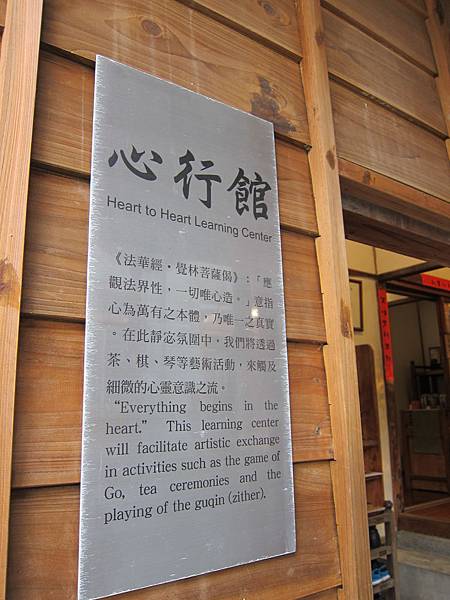 心行館
Heart to Heart Learning Center
《法華經·覺林菩薩偈》：「應
觀法界性，一切唯心造。」意指
心為萬有之本體，乃唯一之真實
。在此靜宓氛圍中，我們將透過
茶、棋、琴等藝術活動，來觸及
細微的心靈意識之流。
“Everything begins in the
heart.” This learning center
will facilitate artistic exchange
in activities such as the game of
Go, tea ceremonies and the
playing of the guqin (zither).